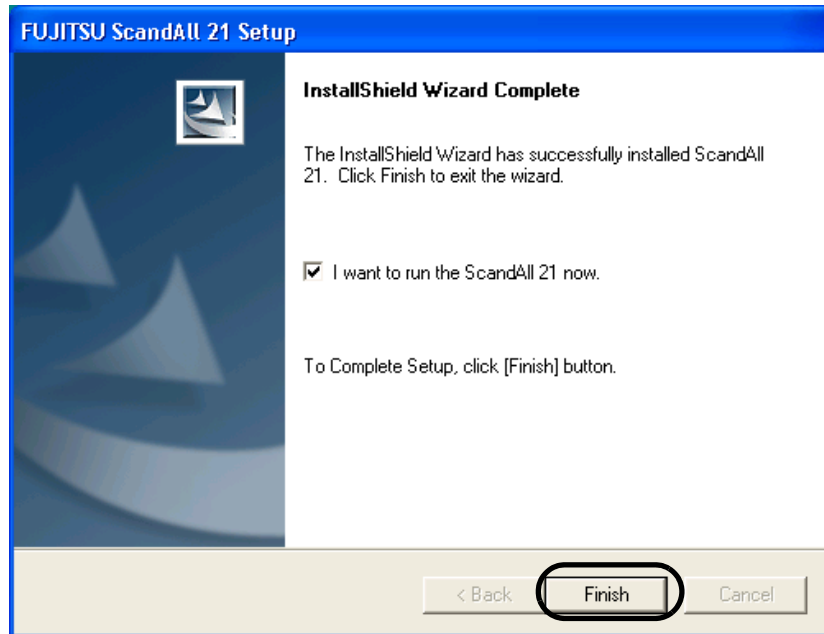 FUJITSU ScandAll 21 Setup
InstallShield Wizard Complete
The InstallShield Wizard has successfully installed ScandAll
21. Click Finish to exit the wizard.
I want to run the ScandAll 21 now.
To Complete Setup, click [Finish] button.
< Back
Finish
Cancel